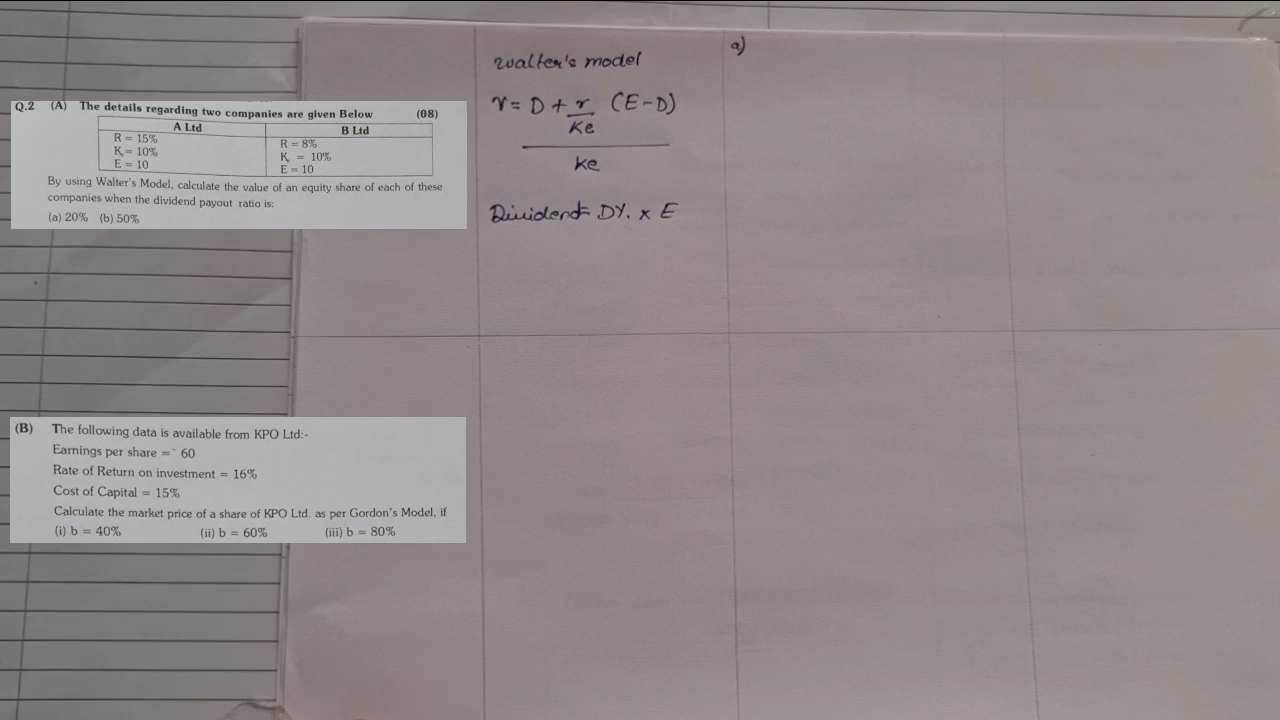 Q.2 (A) The details regarding two companies are given Below (08)
A Ltd B Ltd
R = 15% R = 8%
K = 10% K = 10%
E = 10 E = 10
By using Walter's Model, calculate the value of an equity share of each of these
companies when the dividend payout ratio is:
(a) 20% (b) 50%
(B) The following data is available from KPO Ltd:-
Earnings per share = ` 60
Rate of Return on investment = 16%
Cost of Capital = 15%
Calculate the market price of a share of KPO Ltd. as per Gordon's Model, if
(i) b = 40% (ii) b = 60% (iii) b = 80%
Walter's model
V = D + r (E-D)
Ke
Ke
Dividend = D%. x E
a)